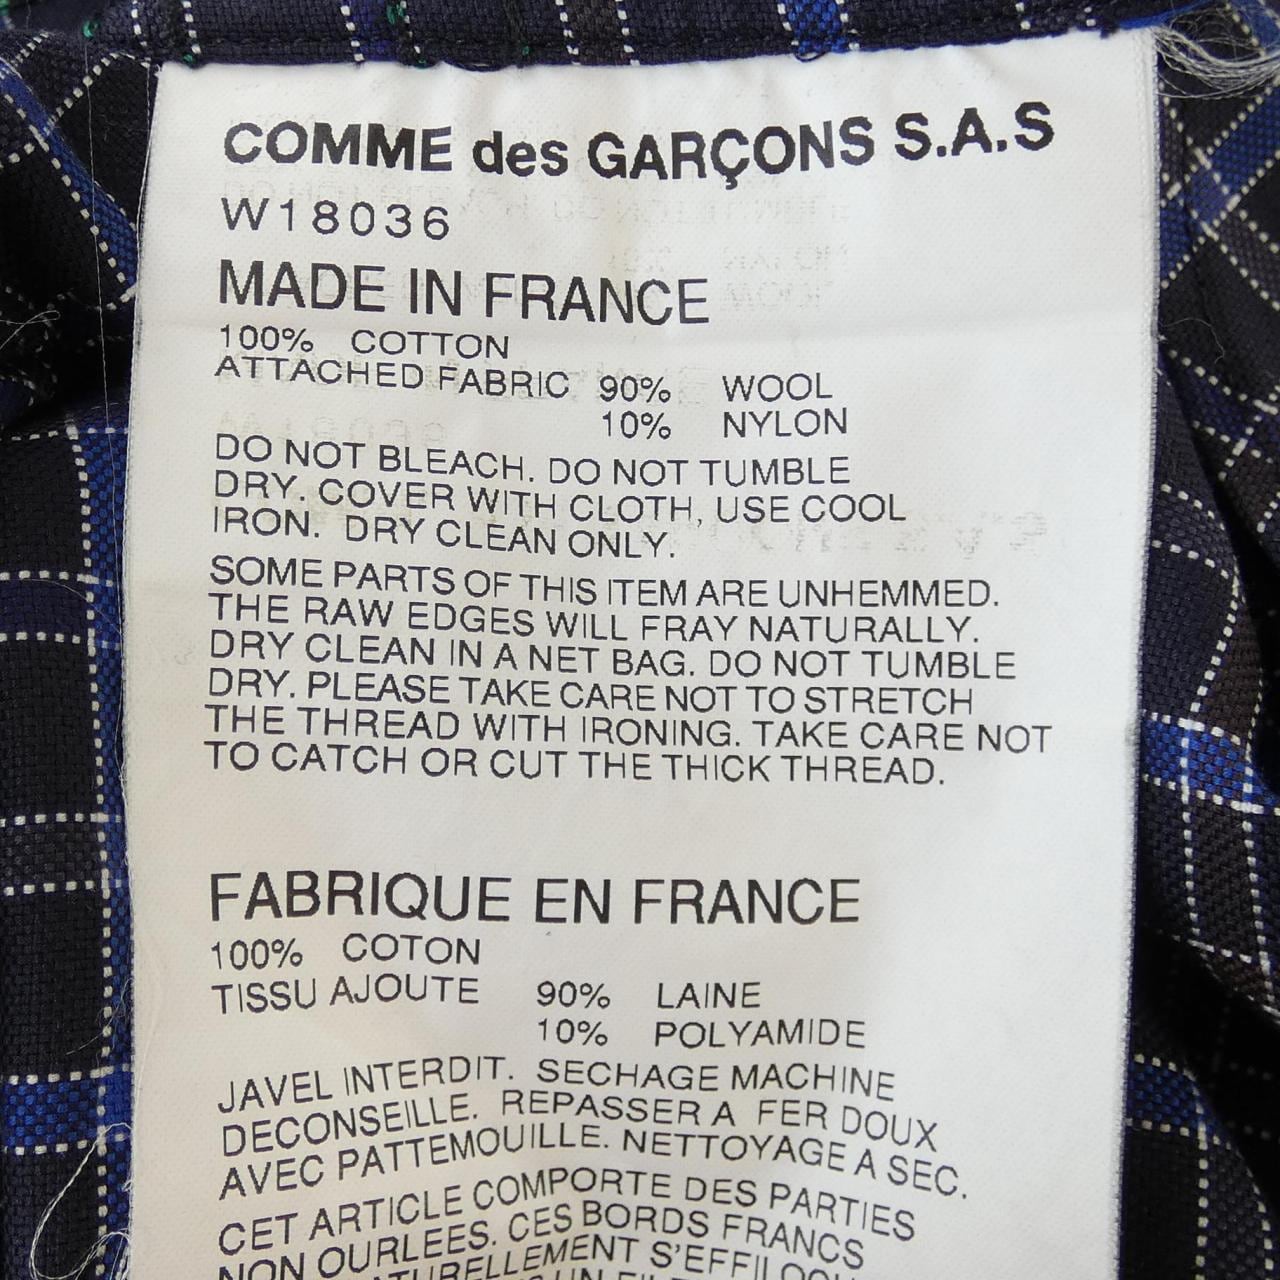 COMME des GARÇONS S.A.S
W18036
MADE IN FRANCE
100% COTTON
ATTACHED FABRIC 90% WOOL
10% NYLON
DO NOT BLEACH. DO NOT TUMBLE
DRY. COVER WITH CLOTH, USE COOL
IRON. DRY CLEAN ONLY.
SOME PARTS OF THIS ITEM ARE UNHEMMED.
THE RAW EDGES WILL FRAY NATURALLY.
DRY CLEAN IN A NET BAG. DO NOT TUMBLE
DRY. PLEASE TAKE CARE NOT TO STRETCH
THE THREAD WITH IRONING. TAKE CARE NOT
TO CATCH OR CUT THE THICK THREAD.
FABRIQUE EN FRANCE
100% COTON
TISSU AJOUTE 90% LAINE
10% POLYAMIDE
JAVEL INTERDIT. SECHAGE MACHINE
DECONSEILLE. REPASSER A FER DOUX
AVEC PATTEMOUILLE. NETTOYAGE A SEC.
CET ARTICLE COMPORTE DES PARTIES
NON OURLEES. CES BORDS FRANCS